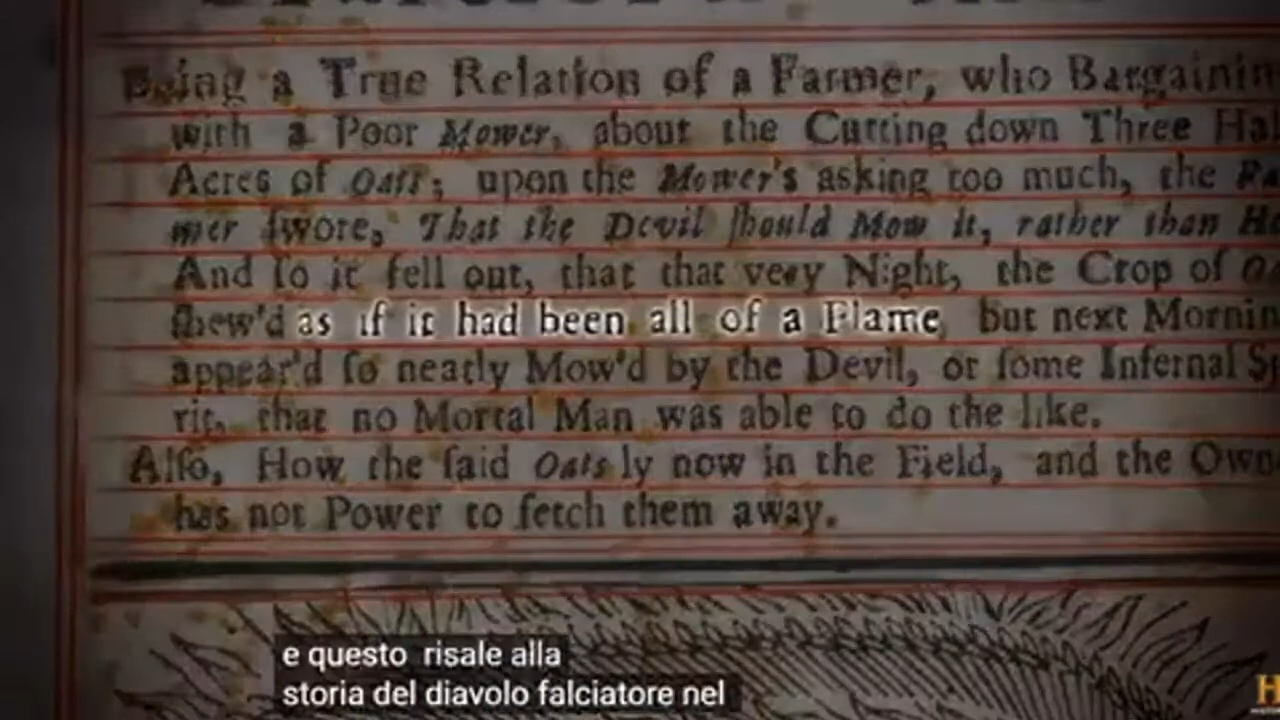 Being a True Relation of a Farmer, who Bargainin
with a Poor Mower, about the Cutting down Three Hal
Acres of Oats; upon the Mower's asking too much, the Fa
mer ſwore, That the Devil ſhould Mow it, rather than He
And ſo it fell out, that that very Night, the Crop of Oa
ſhew'd as if it had been all of a Flame, but next Mornin
appear'd ſo neatly Mow'd by the Devil, or ſome Infernal Sp
rit, that no Mortal Man was able to do the like.
Alſo, How the ſaid Oats ly now in the Field, and the Own
has not Power to fetch them away.
e questo risale alla
storia del diavolo falciatore nel
H